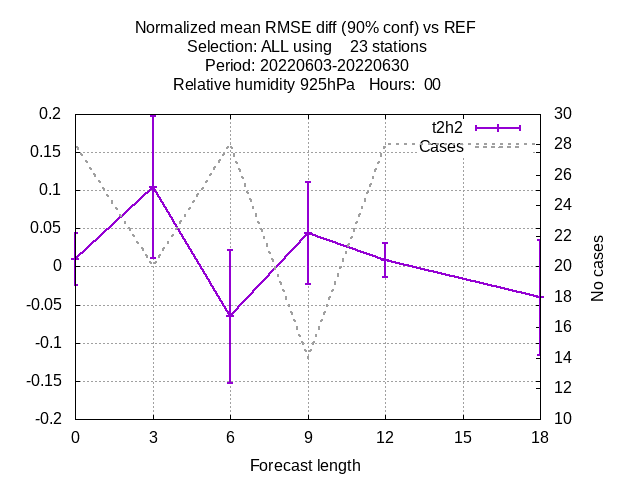 Normalized mean RMSE diff (90% conf) vs REF
Selection: ALL using    23 stations
Period: 20220603-20220630
Relative humidity 925hPa   Hours:  00
0.2
0.15
0.1
0.05
0
-0.05
-0.1
-0.15
-0.2
t2h2
Cases
30
28
26
24
22
20
18
16
14
12
10
No cases
0 3 6 9 12 15 18
Forecast length